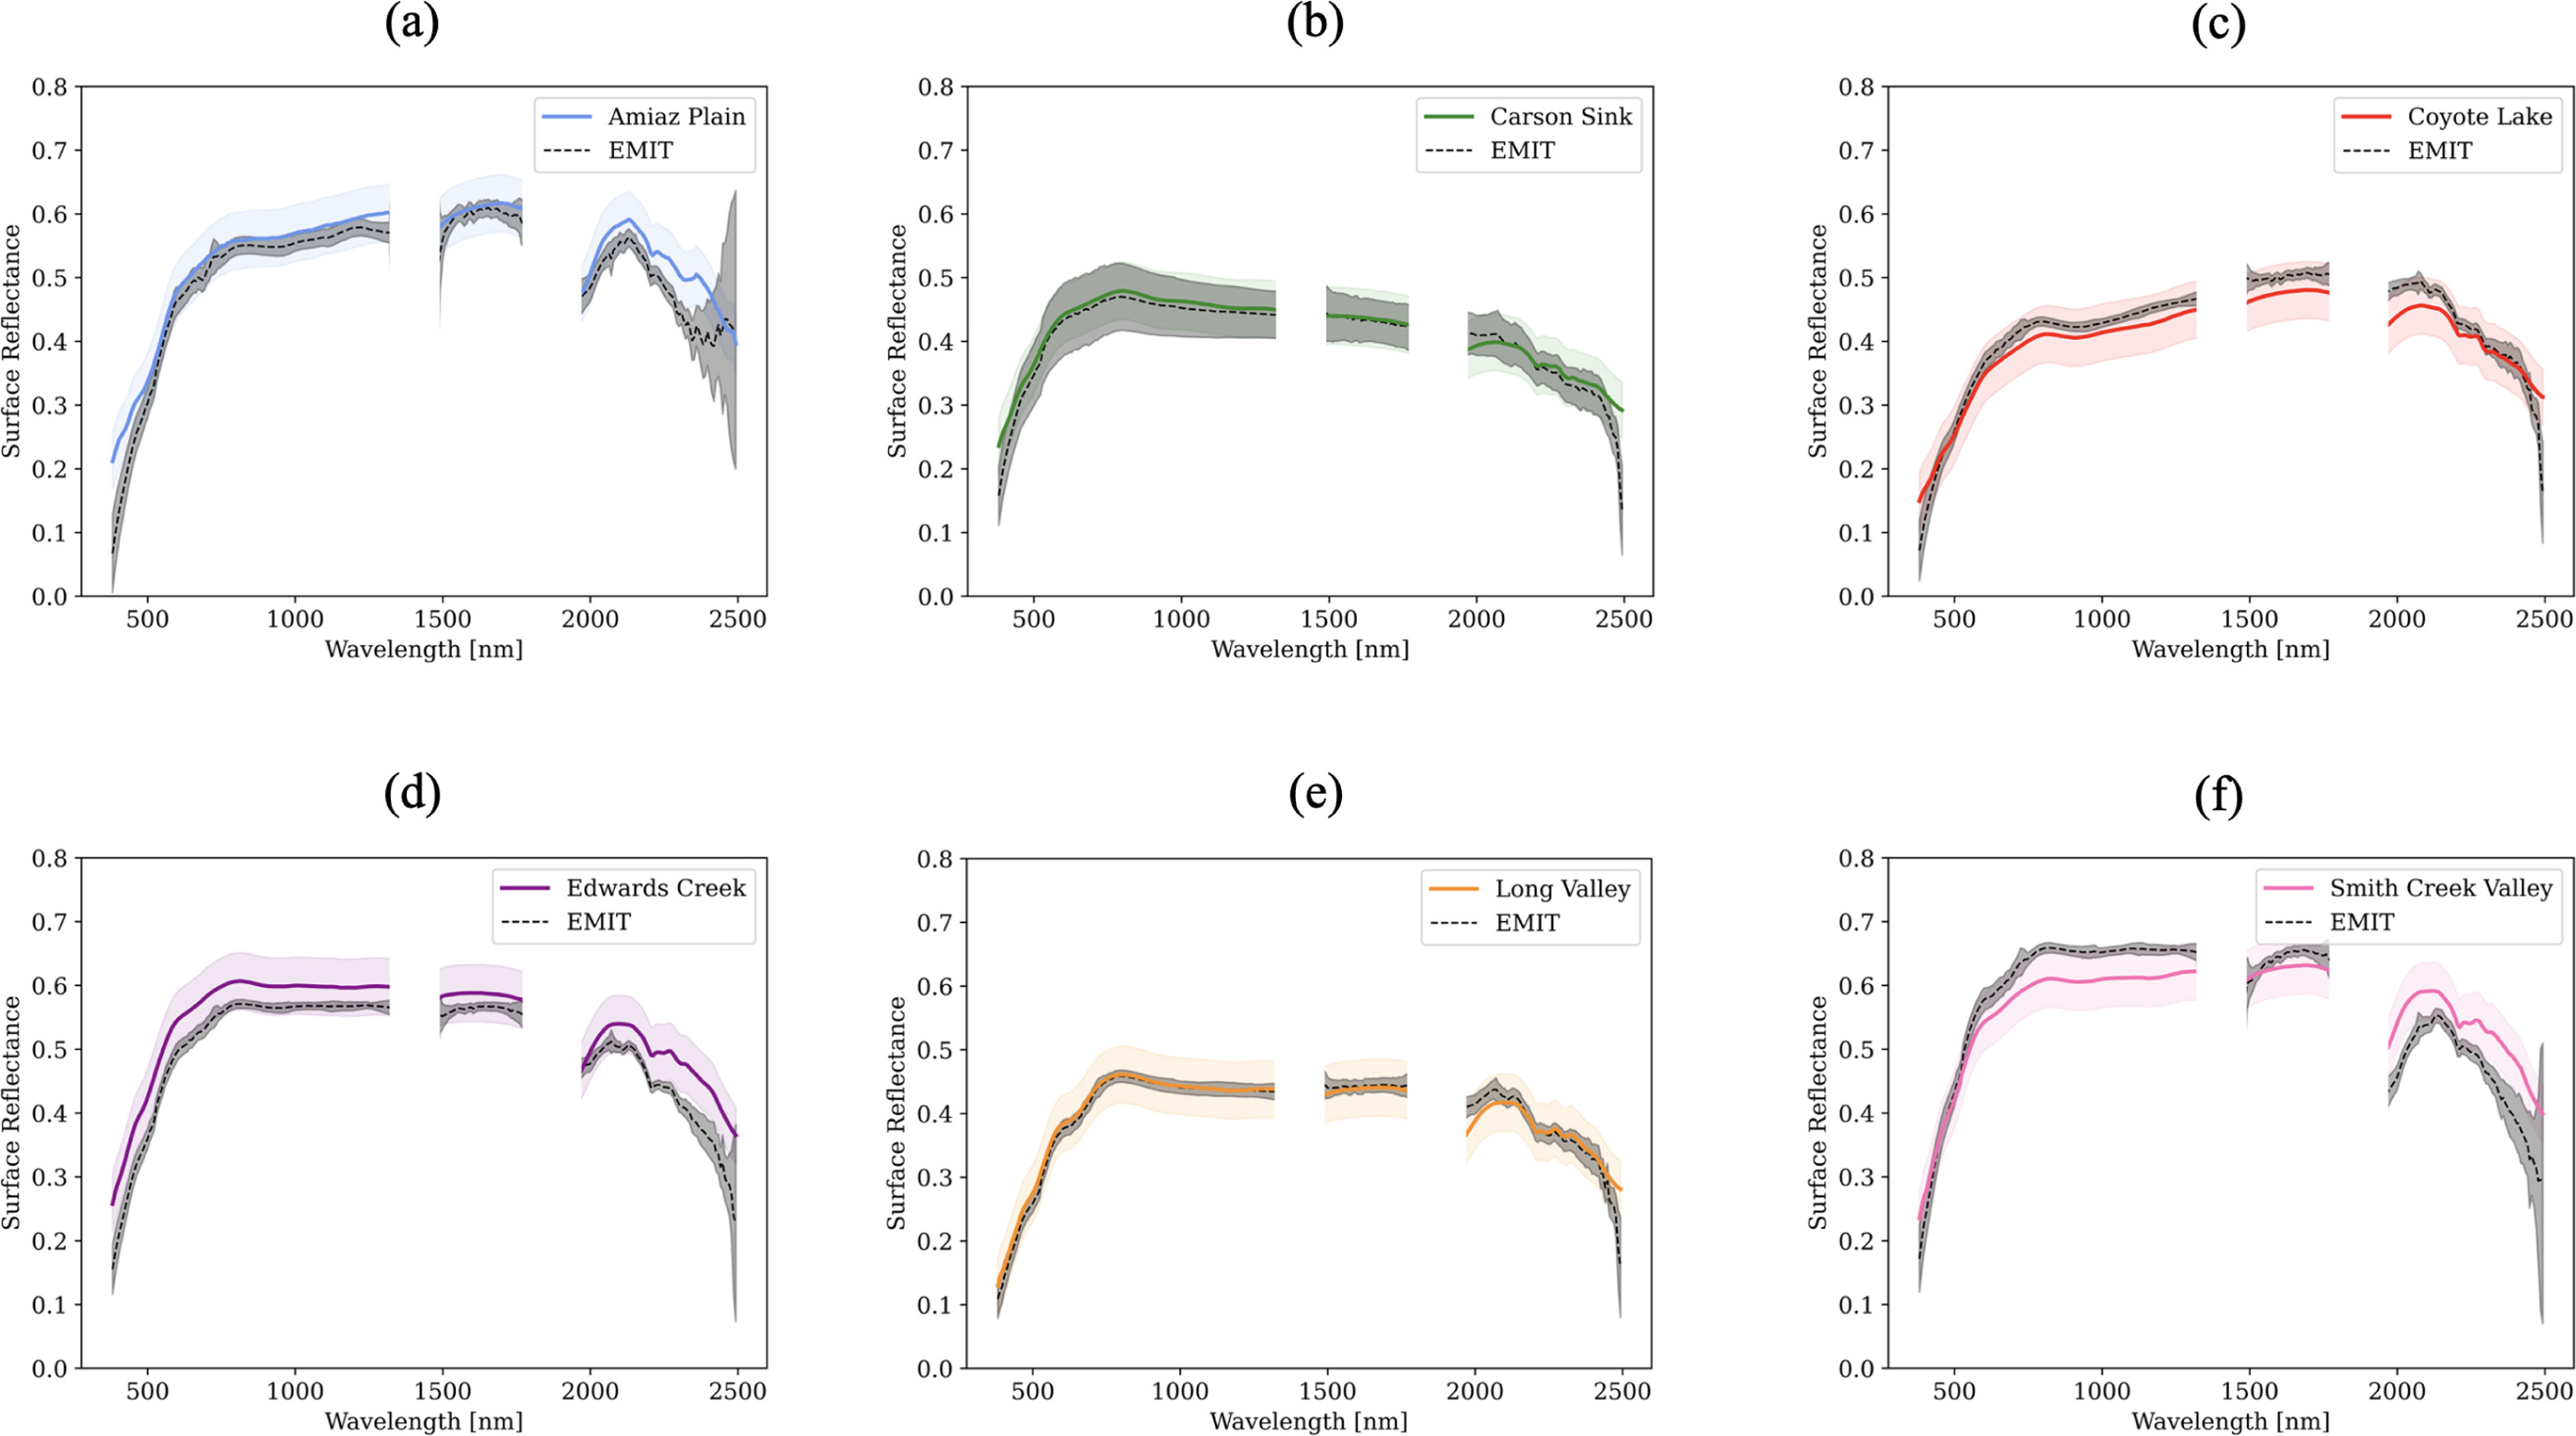 (a)
Amiaz Plain
EMIT
0.8
0.7
0.6
0.5
0.4
0.3
0.2
0.1
0.0
Surface Reflectance
500 1000 1500 2000 2500
Wavelength [nm]
(b)
Carson Sink
EMIT
0.8
0.7
0.6
0.5
0.4
0.3
0.2
0.1
0.0
Surface Reflectance
500 1000 1500 2000 2500
Wavelength [nm]
(c)
Coyote Lake
EMIT
0.8
0.7
0.6
0.5
0.4
0.3
0.2
0.1
0.0
Surface Reflectance
500 1000 1500 2000 2500
Wavelength [nm]
(d)
Edwards Creek
EMIT
0.8
0.7
0.6
0.5
0.4
0.3
0.2
0.1
0.0
Surface Reflectance
500 1000 1500 2000 2500
Wavelength [nm]
(e)
Long Valley
EMIT
0.8
0.7
0.6
0.5
0.4
0.3
0.2
0.1
0.0
Surface Reflectance
500 1000 1500 2000 2500
Wavelength [nm]
(f)
Smith Creek Valley
EMIT
0.8
0.7
0.6
0.5
0.4
0.3
0.2
0.1
0.0
Surface Reflectance
500 1000 1500 2000 2500
Wavelength [nm]